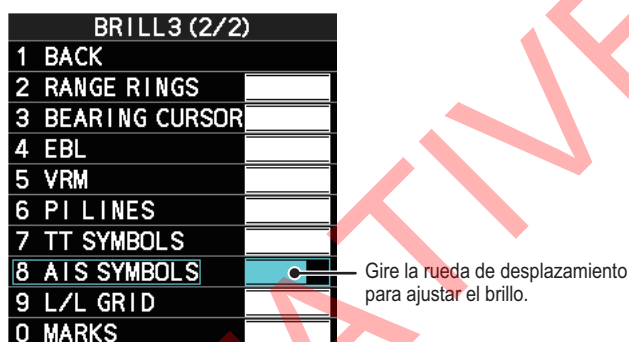 BRILL3 (2/2)
1 BACK
2 RANGE RINGS
3 BEARING CURSOR
4 EBL
5 VRM
6 PI LINES
7 TT SYMBOLS
8 AIS SYMBOLS
9 L/L GRID
0 MARKS
Gire la rueda de desplazamiento
para ajustar el brillo.